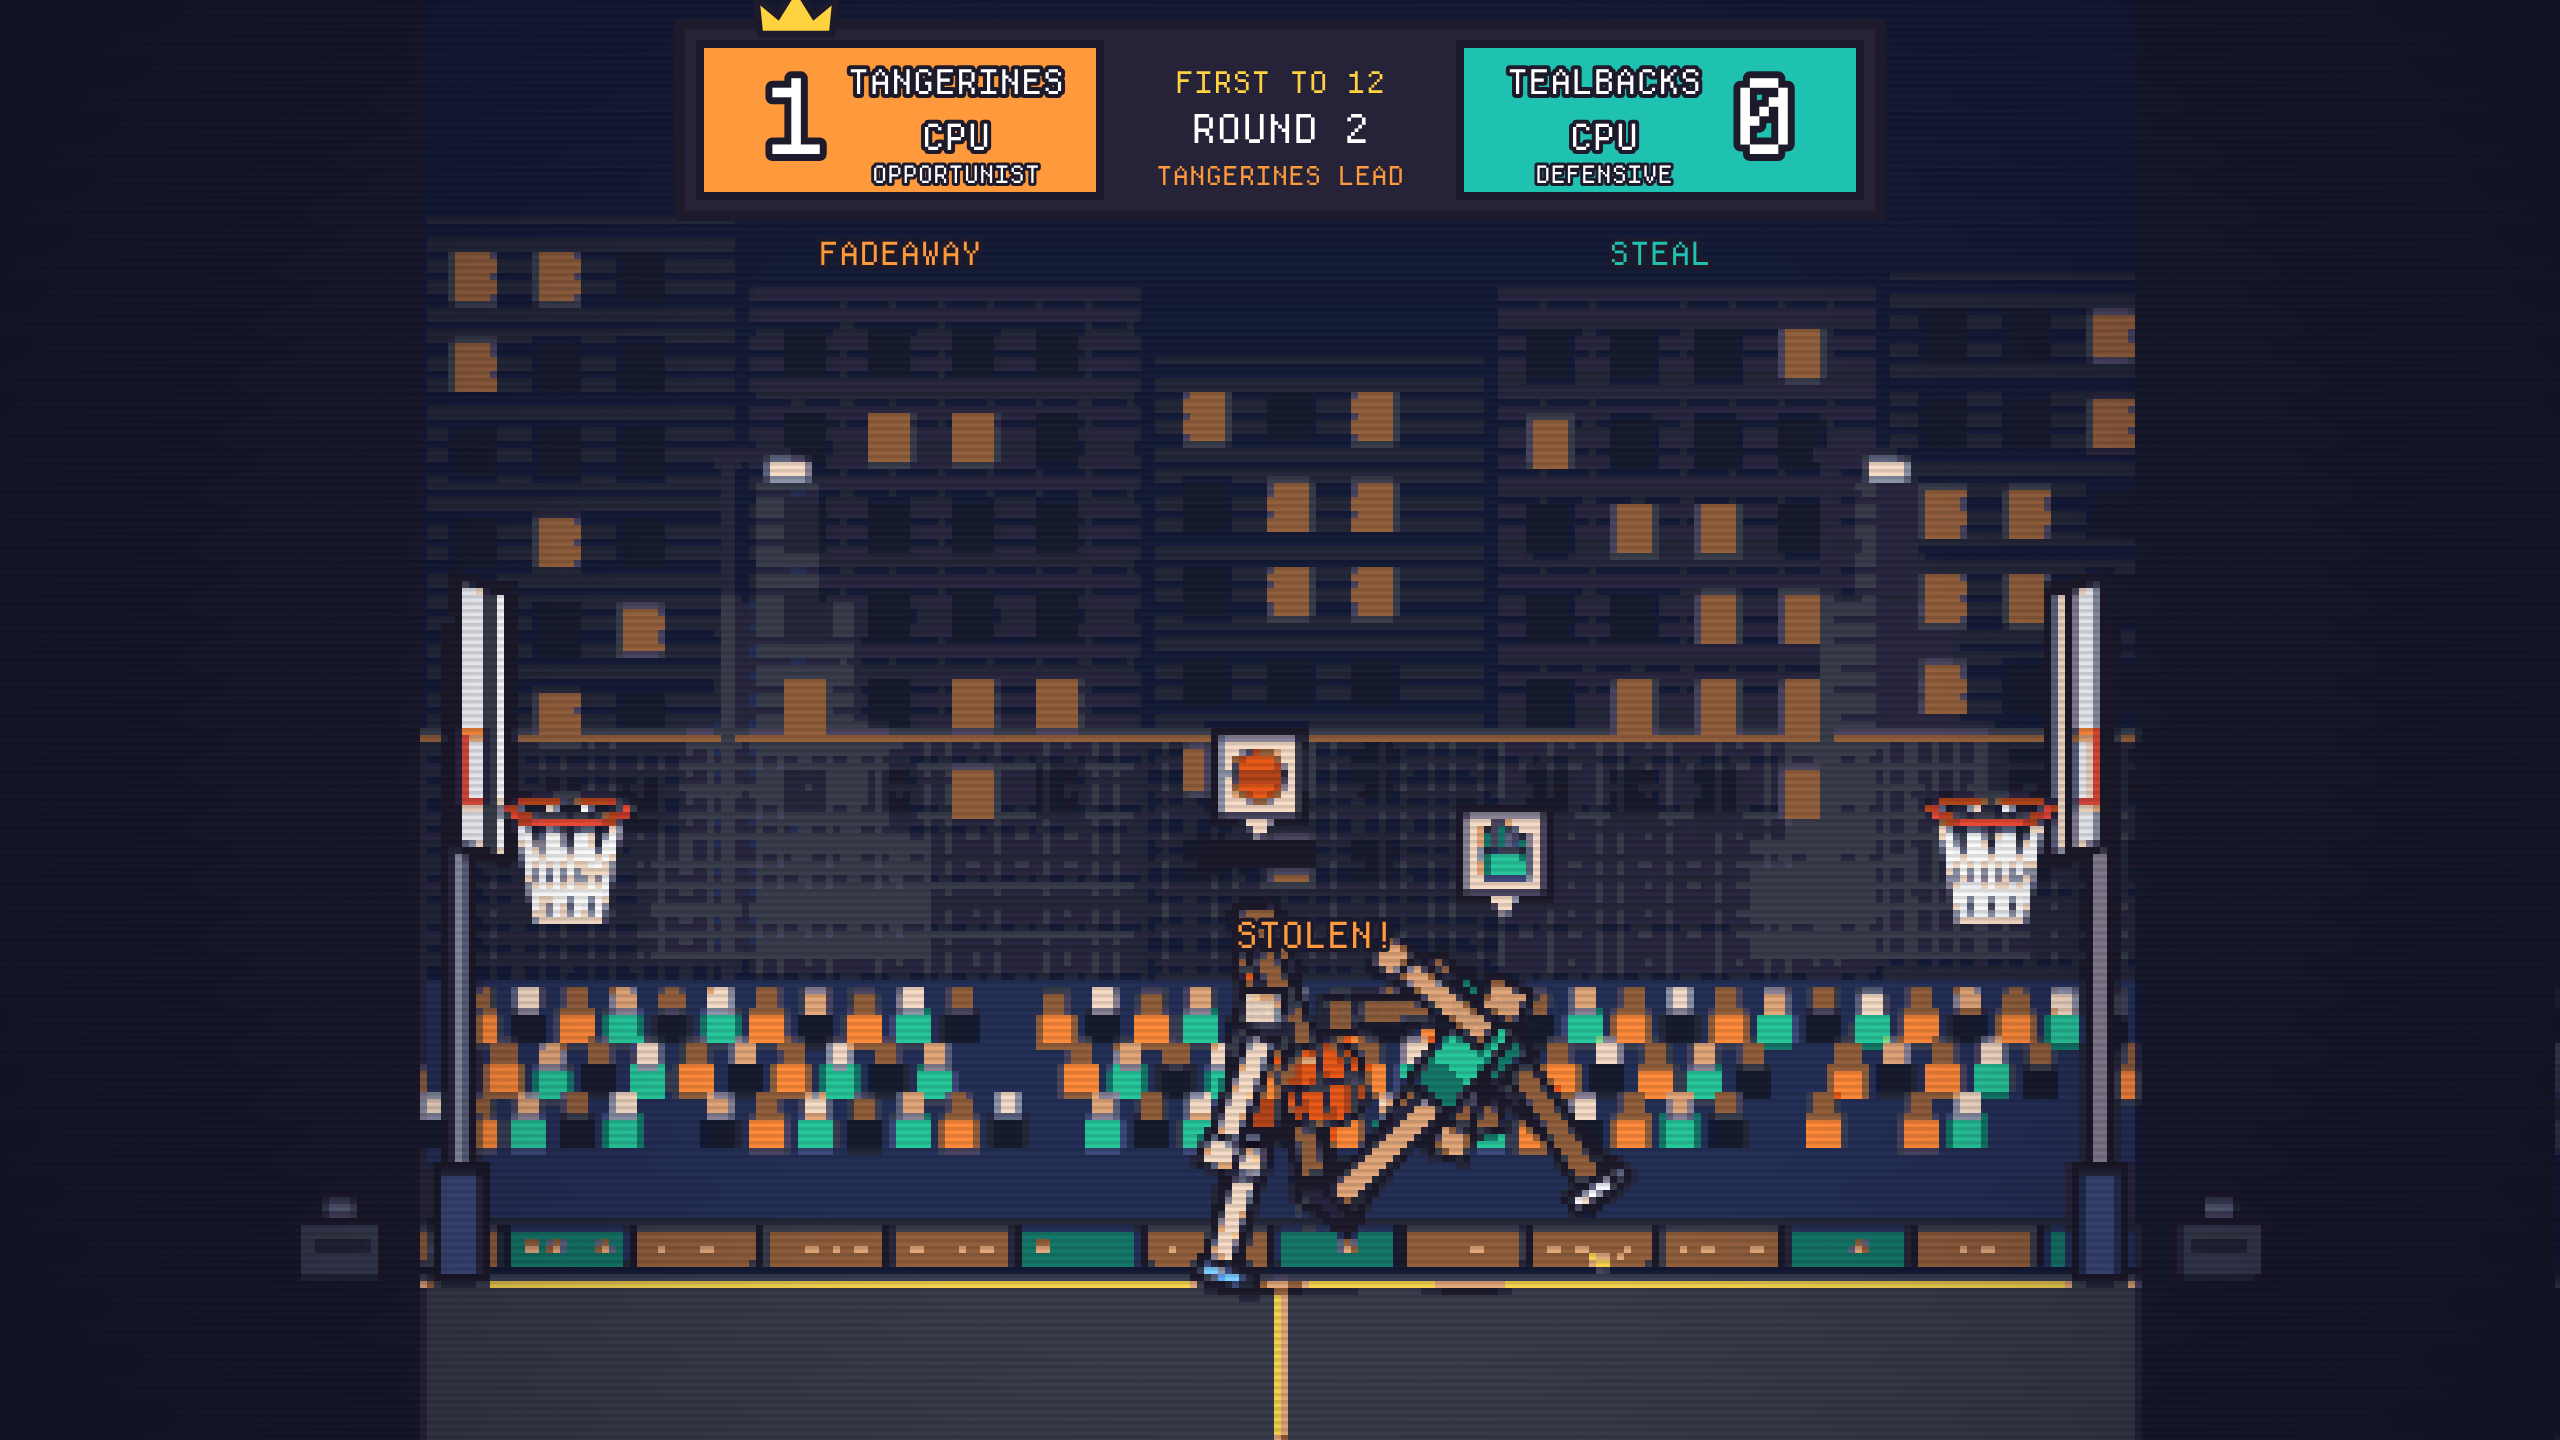 1
TANGERINES
CPU
OPPORTUNIST
FIRST TO 12
ROUND 2
TANGERINES LEAD
TEALBACKS
CPU
DEFENSIVE
0
FADEAWAY
STEAL
STOLEN!